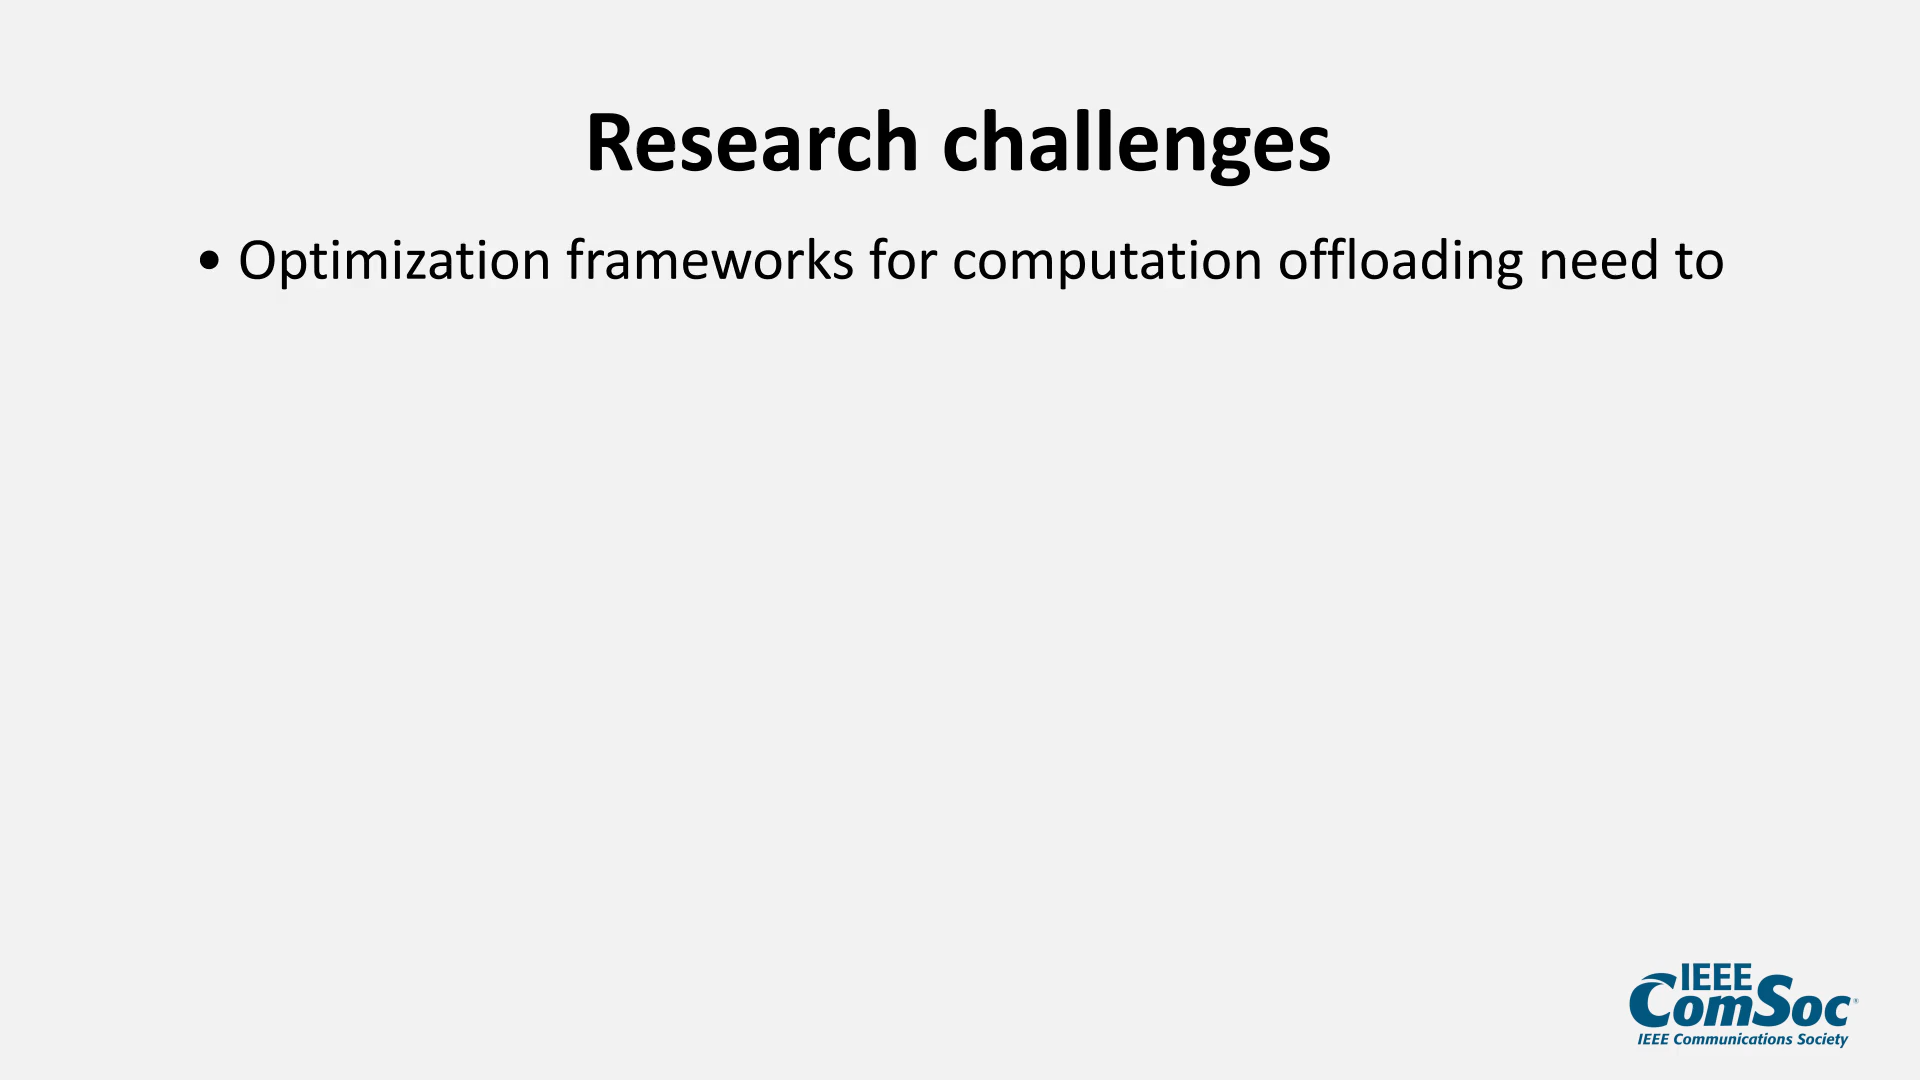 Research challenges
• Optimization frameworks for computation offloading need to
IEEE
ComSoc®
IEEE Communications Society